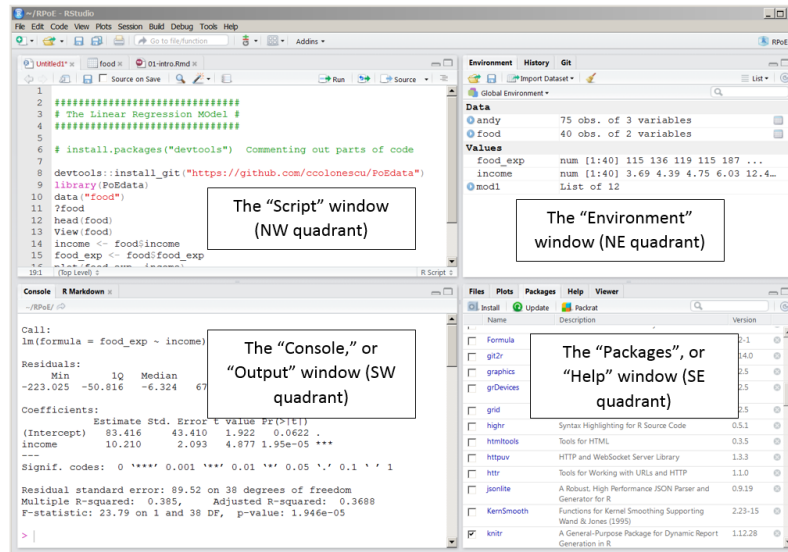 ~/RPoE - RStudio
File Edit Code View Plots Session Build Debug Tools Help
Go to file/function Addins RPoE
Untitled1* food 01-intro.Rmd
Source on Save Run Source
1
2 ################################
3 # The Linear Regression MOdel #
4 ################################
5
6 # install.packages("devtools") Commenting out parts of code
7
8 devtools::install_git("https://github.com/ccolonescu/PoEdata")
9 library(PoEdata)
10 data("food")
11 ?food
12 head(food)
13 View(food)
14 income <- food$income
15 food_exp <- food$food_exp
16 plot(food_exp, income)
19:1 (Top Level) R Script
The “Script” window
(NW quadrant)
Environment History Git
Import Dataset List
Global Environment
Data
andy 75 obs. of 3 variables
food 40 obs. of 2 variables
Values
food_exp num [1:40] 115 136 119 115 187 ...
income num [1:40] 3.69 4.39 4.75 6.03 12.4…
mod1 List of 12
The “Environment”
window (NE quadrant)
Console R Markdown
~/RPoE/
Call:
lm(formula = food_exp ~ income)
Residuals:
Min 1Q Median
-223.025 -50.816 -6.324 67
Coefficients:
Estimate Std. Error t value Pr(>|t|)
(Intercept) 83.416 43.410 1.922 0.0622 .
income 10.210 2.093 4.877 1.95e-05 ***
---
Signif. codes: 0 ‘***’ 0.001 ‘**’ 0.01 ‘*’ 0.05 ‘.’ 0.1 ‘ ’ 1
Residual standard error: 89.52 on 38 degrees of freedom
Multiple R-squared: 0.385, Adjusted R-squared: 0.3688
F-statistic: 23.79 on 1 and 38 DF, p-value: 1.946e-05
>
The “Console,” or
“Output” window (SW
quadrant)
Files Plots Packages Help Viewer
Install Update Packrat
Name Description Version
Formula 2-1
git2r 14.0
graphics 2.5
grDevices 2.5
grid 2.5
highr Syntax Highlighting for R Source Code 0.5.1
htmltools Tools for HTML 0.3.5
httpuv HTTP and WebSocket Server Library 1.3.3
httr Tools for Working with URLs and HTTP 1.1.0
jsonlite A Robust, High Performance JSON Parser and 0.9.19
Generator for R
KernSmooth Functions for Kernel Smoothing Supporting 2.23-15
Wand & Jones (1995)
knitr A General-Purpose Package for Dynamic Report 1.12.28
Generation in R
The “Packages”, or
“Help” window (SE
quadrant)